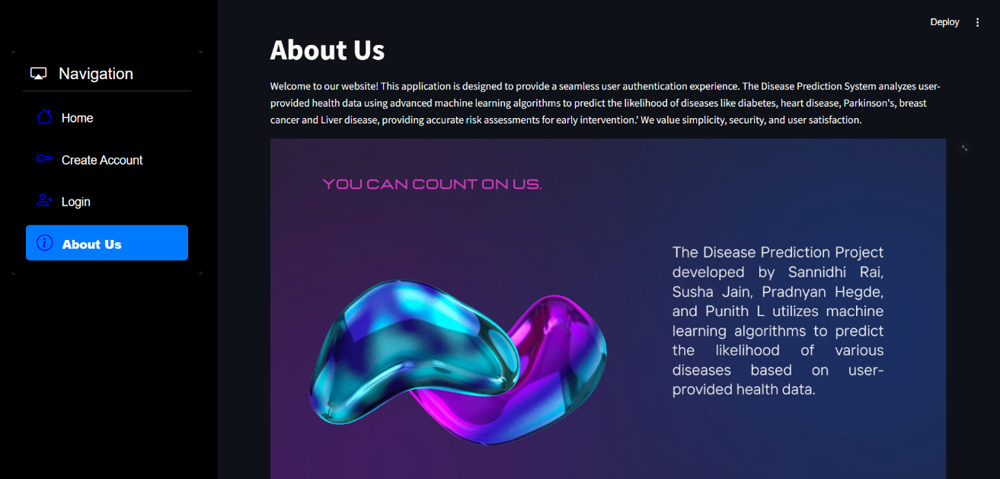 Deploy
Navigation
Home
Create Account
Login
About Us
About Us
Welcome to our website! This application is designed to provide a seamless user authentication experience. The Disease Prediction System analyzes user-
provided health data using advanced machine learning algorithms to predict the likelihood of diseases like diabetes, heart disease, Parkinson's, breast
cancer and Liver disease, providing accurate risk assessments for early intervention.' We value simplicity, security, and user satisfaction.
YOU CAN COUNT ON US.
The Disease Prediction Project
developed by Sannidhi Rai,
Susha Jain, Pradnyan Hegde,
and Punith L utilizes machine
learning algorithms to predict
the likelihood of various
diseases based on user-
provided health data.